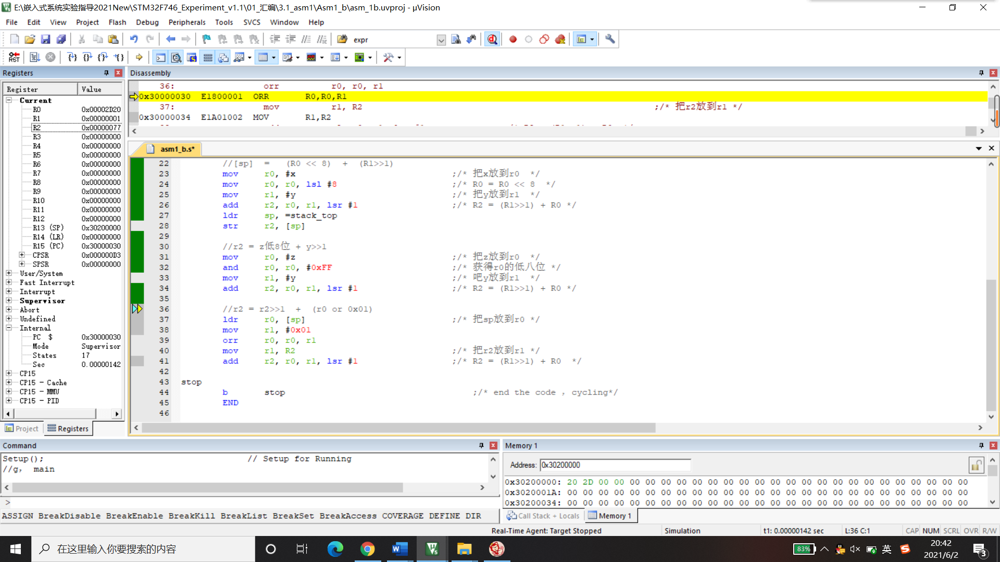 E:\嵌入式系统实验指导2021New\STM32F746_Experiment_v1.1\01_汇编\3.1_asm1\Asm1_b\asm_1b.uvproj - µVision
File Edit View Project Flash Debug Peripherals Tools SVCS Window Help
expr
RST
Registers
Register Value
Current
R0 0x00002D20
R1 0x00000001
R2 0x00000077
R3 0x00000000
R4 0x00000000
R5 0x00000000
R6 0x00000000
R7 0x00000000
R8 0x00000000
R9 0x00000000
R10 0x00000000
R11 0x00000000
R12 0x00000000
R13 (SP) 0x30200000
R14 (LR) 0x00000000
R15 (PC) 0x30000030
CPSR 0x000000D3
SPSR 0x00000000
User/System
Fast Interrupt
Interrupt
Supervisor
Abort
Undefined
Internal
PC $ 0x30000030
Mode Supervisor
States 17
Sec 0.00000142
CP15
CP15 - Cache
CP15 - MMU
CP15 - PID
Project Registers
Disassembly
36: orr r0, r0, r1
0x30000030 E1800001 ORR R0,R0,R1
37: mov r1, R2 ;/* 把r2放到r1 */
0x30000034 E1A01002 MOV R1,R2
asm1_b.s*
22 //[sp] = (R0 << 8) + (R1>>1)
23 mov r0, #x ;/* 把x放到r0 */
24 mov r0, r0, lsl #8 ;/* R0 = R0 << 8 */
25 mov r1, #y ;/* 把y放到r1 */
26 add r2, r0, r1, lsr #1 ;/* R2 = (R1>>1) + R0 */
27 ldr sp, =stack_top
28 str r2, [sp]
29
30 //r2 = z低8位 + y>>1
31 mov r0, #z ;/* 把z放到r0 */
32 and r0, r0, #0xFF ;/* 获得r0的低八位 */
33 mov r1, #y ;/* 吧y放到r1 */
34 add r2, r0, r1, lsr #1 ;/* R2 = (R1>>1) + R0 */
35
36 //r2 = r2>>1 + (r0 or 0x01)
37 ldr r0, [sp] ;/* 把sp放到r0 */
38 mov r1, #0x01
39 orr r0, r0, r1
40 mov r1, R2 ;/* 把r2放到r1 */
41 add r2, r0, r1, lsr #1 ;/* R2 = (R1>>1) + R0 */
42
43 stop
44 b stop ;/* end the code , cycling*/
45 END
46
Command
Setup(); // Setup for Running
//g, main
>
ASSIGN BreakDisable BreakEnable BreakKill BreakList BreakSet BreakAccess COVERAGE DEFINE DIR
Memory 1
Address: 0x30200000
0x30200000: 20 2D 00 00 00 00 00 00 00 00 00 00 00 00 00 00 00 00 00 00 00 00 00 00 00 00
0x3020001A: 00 00 00 00 00 00 00 00 00 00 00 00 00 00 00 00 00 00 00 00 00 00 00 00 00 00
0x30200034: 00 00 00 00 00 00 00 00 00 00 00 00 00 00 00 00 00 00 00 00 00 00 00 00 00 00
Call Stack + Locals Memory 1
Real-Time Agent: Target Stopped Simulation t1: 0.00000142 sec L:36 C:1 CAP NUM SCRL OVR R/W
在这里输入你要搜索的内容
83%
英
20:42
2021/6/2
3